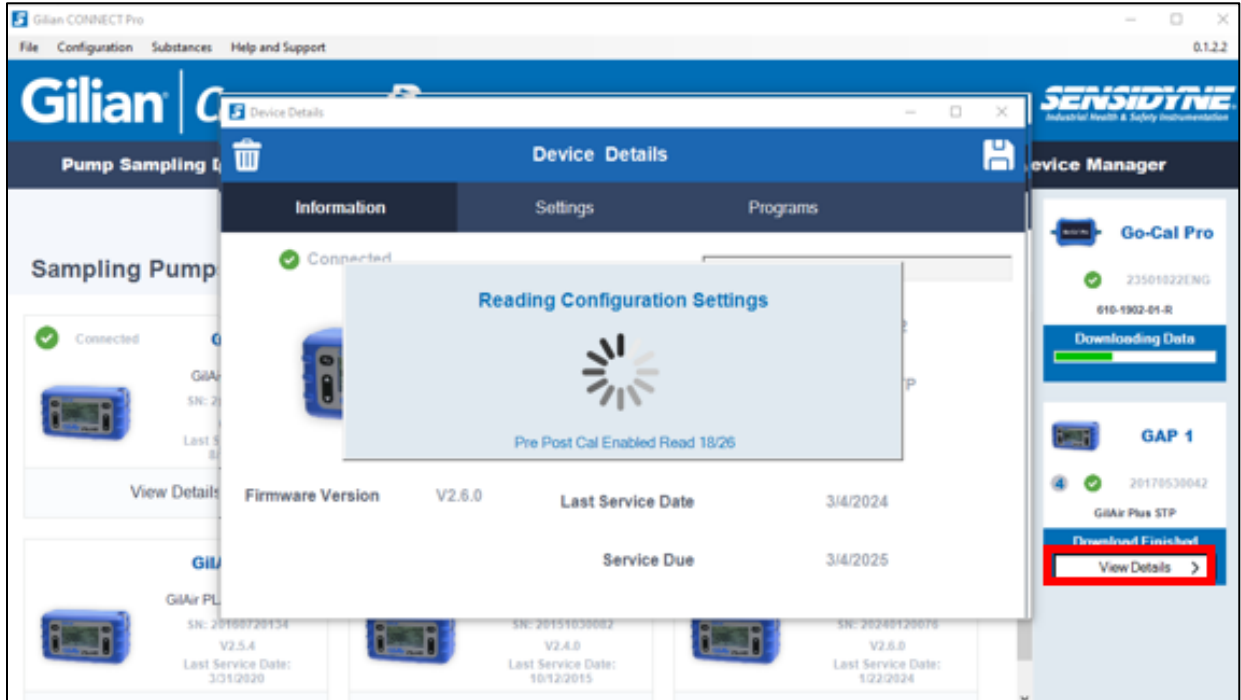 Gilian CONNECT Pro
File Configuration Substances Help and Support 0.1.2.2
Gilian
SENSIDYNE
Industrial Health & Safety Instrumentation
Device Details
Device Details
Pump Sampling
evice Manager
Information Settings Programs
Connected
Sampling Pump
Reading Configuration Settings
Pre Post Cal Enabled Read 18/26
Firmware Version V2.6.0
Last Service Date 3/4/2024
Service Due 3/4/2025
Connected
SN: 2
View Details
GilAir PL
SN: 20160720134
V2.5.4
Last Service Date:
3/31/2020
SN: 20151030002
V2.4.0
Last Service Date:
10/12/2015
SN: 20240120076
V2.6.0
Last Service Date:
1/22/2024
Go-Cal Pro
23501022ENG
610-1902-01-R
Downloading Data
GAP 1
4 20170530042
GilAir Plus STP
Download Finished
View Details >